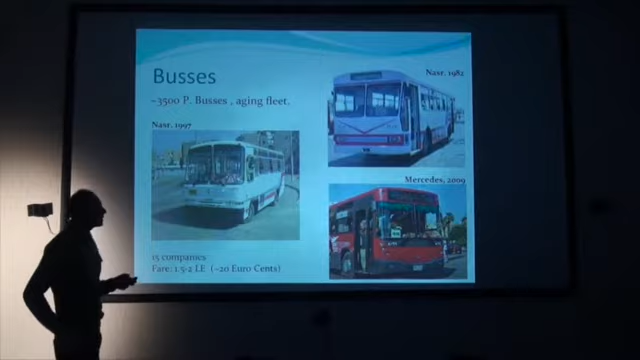 Busses
~3500 P. Busses , aging fleet.
Nasr, 1982
Nasr, 1997
Mercedes, 2009
15 companies
Fare: 1.5-2 LE (~20 Euro Cents)